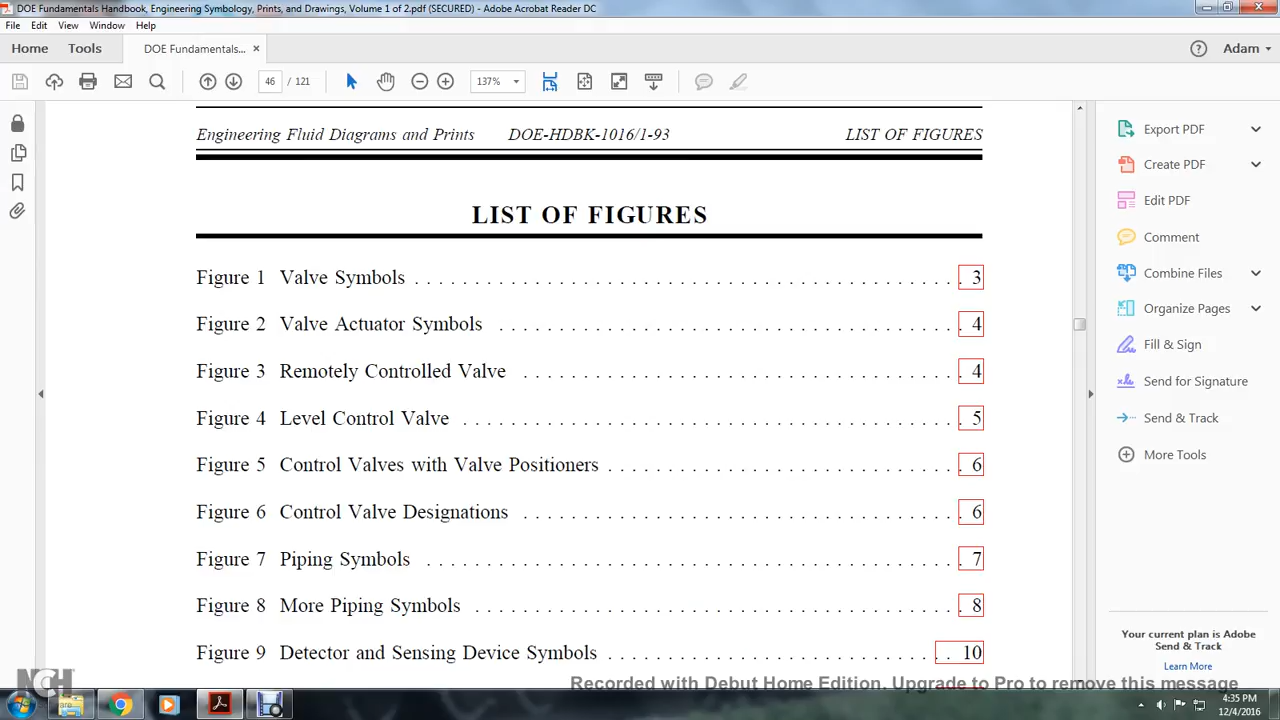 DOE Fundamentals Handbook, Engineering Symbology, Prints, and Drawings, Volume 1 of 2.pdf (SECURED) - Adobe Acrobat Reader DC
File Edit View Window Help
Home Tools DOE Fundamentals... × Adam
46 / 121 137%
Engineering Fluid Diagrams and Prints DOE-HDBK-1016/1-93 LIST OF FIGURES
LIST OF FIGURES
Figure 1 Valve Symbols . . . . . . . . . . . . . . . . . . . . . . . . . . . . . . . . . . . . . . . . . . . . 3
Figure 2 Valve Actuator Symbols . . . . . . . . . . . . . . . . . . . . . . . . . . . . . . . . . . . . . . 4
Figure 3 Remotely Controlled Valve . . . . . . . . . . . . . . . . . . . . . . . . . . . . . . . . . . . . 4
Figure 4 Level Control Valve . . . . . . . . . . . . . . . . . . . . . . . . . . . . . . . . . . . . . . . . . 5
Figure 5 Control Valves with Valve Positioners . . . . . . . . . . . . . . . . . . . . . . . . . . . . . 6
Figure 6 Control Valve Designations . . . . . . . . . . . . . . . . . . . . . . . . . . . . . . . . . . . . 6
Figure 7 Piping Symbols . . . . . . . . . . . . . . . . . . . . . . . . . . . . . . . . . . . . . . . . . . . . 7
Figure 8 More Piping Symbols . . . . . . . . . . . . . . . . . . . . . . . . . . . . . . . . . . . . . . . . 8
Figure 9 Detector and Sensing Device Symbols . . . . . . . . . . . . . . . . . . . . . . . . . . . . . 10
Export PDF
Create PDF
Edit PDF
Comment
Combine Files
Organize Pages
Fill & Sign
Send for Signature
Send & Track
More Tools
Your current plan is Adobe
Send & Track
Learn More
NCH
Recorded with Debut Home Edition. Upgrade to Pro to remove this message
4:35 PM
12/4/2016